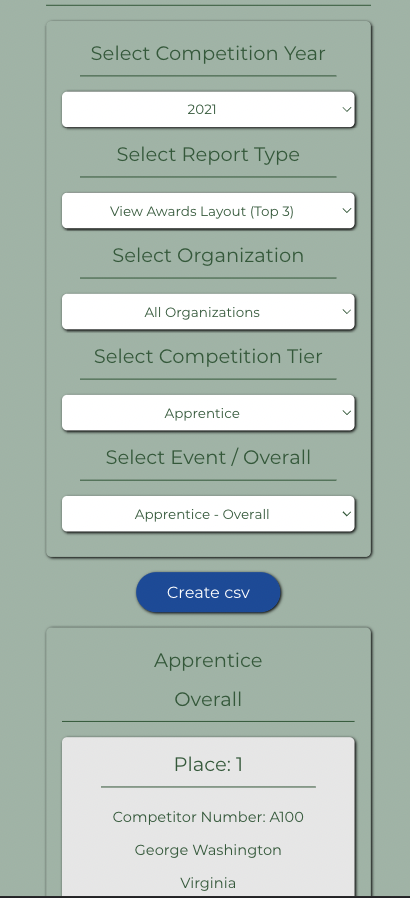 Select Competition Year
2021
Select Report Type
View Awards Layout (Top 3)
Select Organization
All Organizations
Select Competition Tier
Apprentice
Select Event / Overall
Apprentice - Overall
Create csv
Apprentice
Overall
Place: 1
Competitor Number: A100
George Washington
Virginia